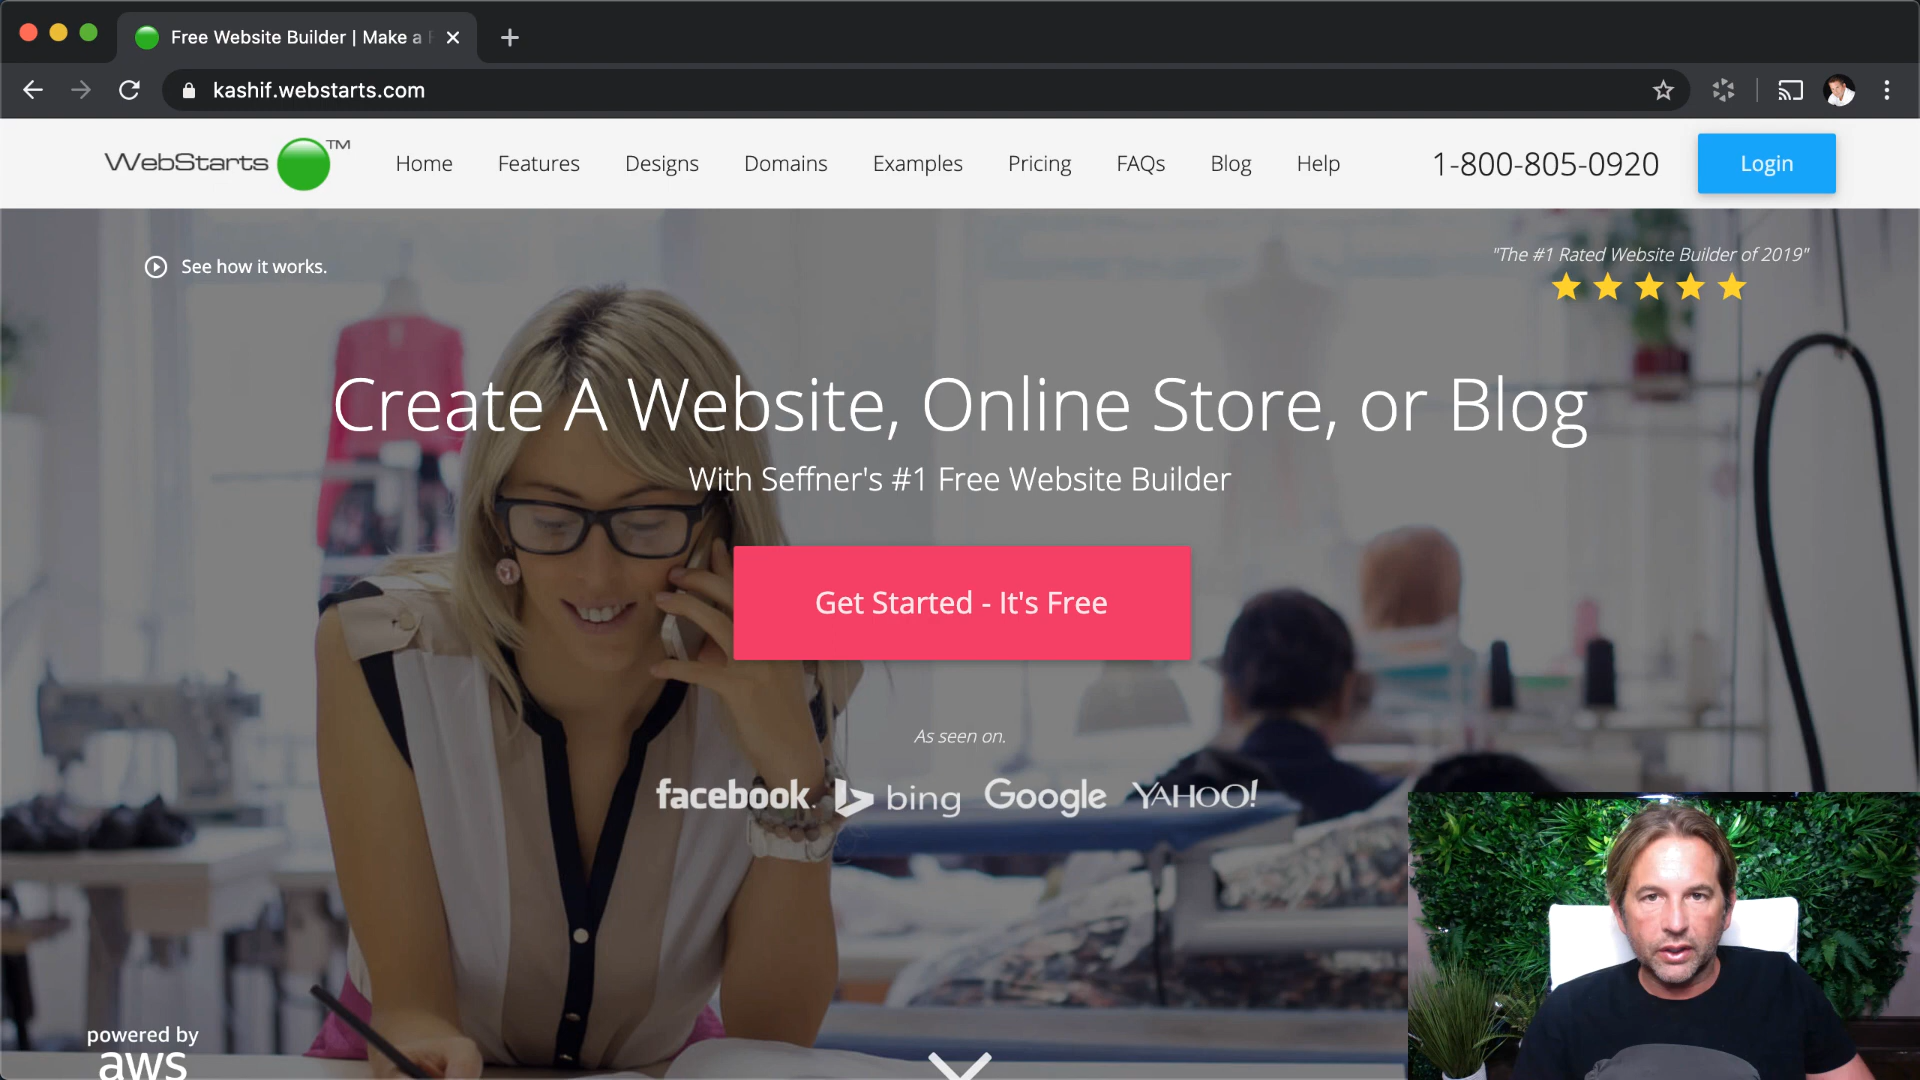 Free Website Builder | Make a
kashif.webstarts.com
WebStarts TM
Home Features Designs Domains Examples Pricing FAQs Blog Help
1-800-805-0920
Login
See how it works.
"The #1 Rated Website Builder of 2019"
Create A Website, Online Store, or Blog
With Seffner's #1 Free Website Builder
Get Started - It's Free
As seen on.
facebook. bing Google YAHOO!
powered by
aws